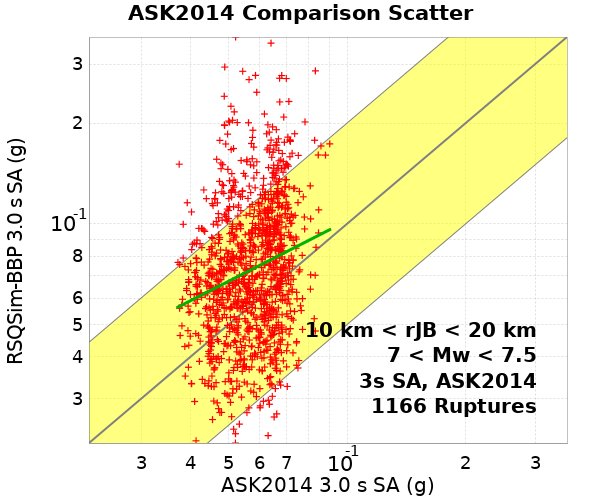 ASK2014 Comparison Scatter
RSQSim-BBP 3.0 s SA (g)
3
2
10-1
8
6
5
4
3
10 km < rJB < 20 km
7 < Mw < 7.5
3s SA, ASK2014
1166 Ruptures
3 4 5 6 7 10-1 2 3
ASK2014 3.0 s SA (g)